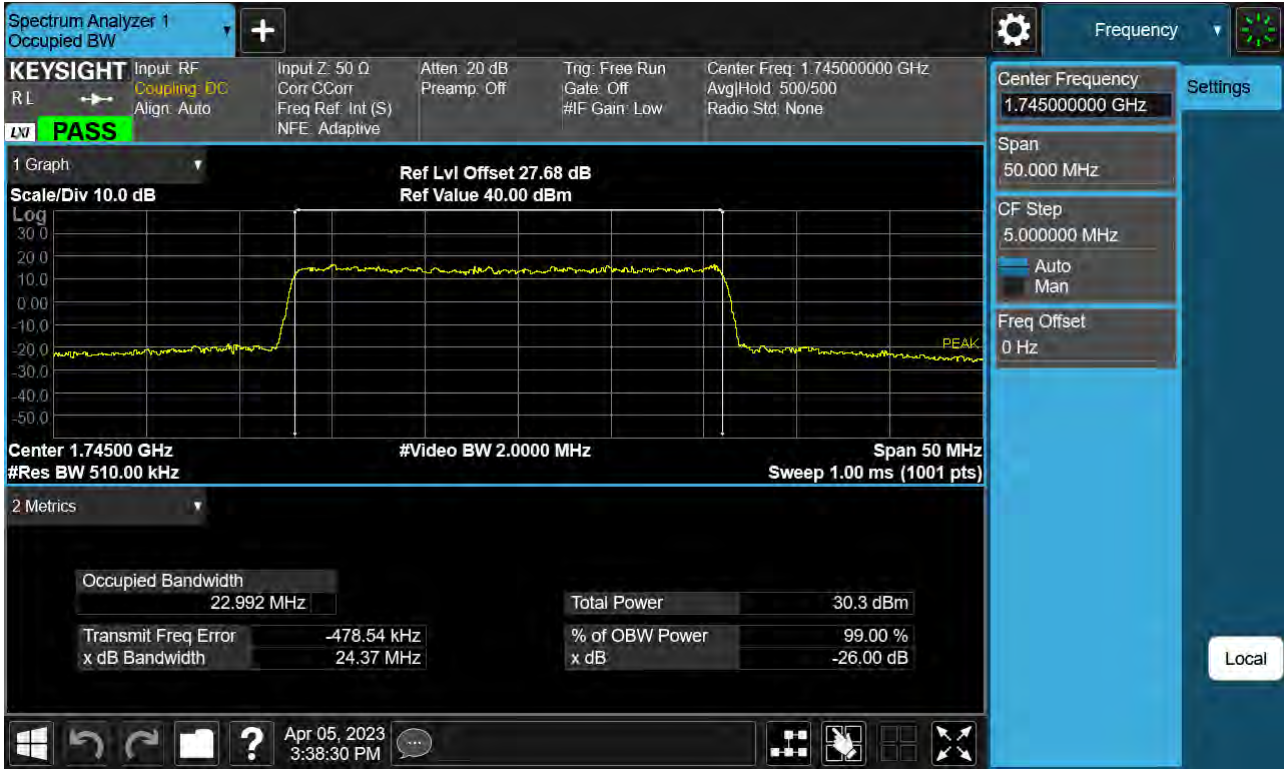 Spectrum Analyzer 1
Occupied BW
Frequency
KEYSIGHT
R L
LXI
PASS
Input: RF
Coupling: DC
Align: Auto
Input Z: 50 Ω
Corr CCorr
Freq Ref: Int (S)
NFE: Adaptive
Atten: 20 dB
Preamp: Off
Trig: Free Run
Gate: Off
#IF Gain: Low
Center Freq: 1.745000000 GHz
Avg|Hold: 500/500
Radio Std: None
1 Graph
Scale/Div 10.0 dB
Ref Lvl Offset 27.68 dB
Ref Value 40.00 dBm
Log
30.0
20.0
10.0
0.00
-10.0
-20.0
-30.0
-40.0
-50.0
PEAK
Center 1.74500 GHz
#Video BW 2.0000 MHz
Span 50 MHz
#Res BW 510.00 kHz
Sweep 1.00 ms (1001 pts)
2 Metrics
Occupied Bandwidth
22.992 MHz
Transmit Freq Error -478.54 kHz
x dB Bandwidth 24.37 MHz
Total Power 30.3 dBm
% of OBW Power 99.00 %
x dB -26.00 dB
Center Frequency
1.745000000 GHz
Span
50.000 MHz
CF Step
5.000000 MHz
Auto
Man
Freq Offset
0 Hz
Settings
Local
?
Apr 05, 2023
3:38:30 PM